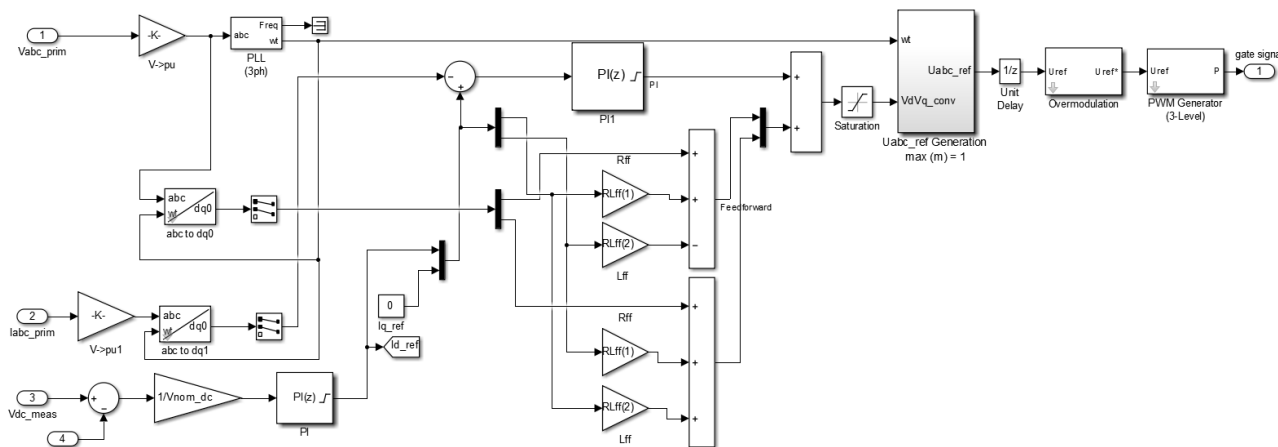 1
Vabc_prim
-K-
V->pu
abc
Freq
wt
PLL
(3ph)
PI(z)
PI
PI1
+
+
Saturation
wt
VdVq_conv
Uabc_ref
Uabc_ref Generation
max (m) = 1
1/z
Unit
Delay
Uref
Uref*
Overmodulation
Uref
P
PWM Generator
(3-Level)
gate signal
1
−
+
abc
wt
dq0
abc to dq0
Rff
RLff(1)
RLff(2)
Lff
+
+
−
Feedforward
0
Iq_ref
Id_ref
2
Iabc_prim
-K-
V->pu1
abc
wt
dq0
abc to dq1
Rff
RLff(1)
RLff(2)
Lff
+
+
+
3
Vdc_meas
4
+
−
1/Vnom_dc
PI(z)
PI